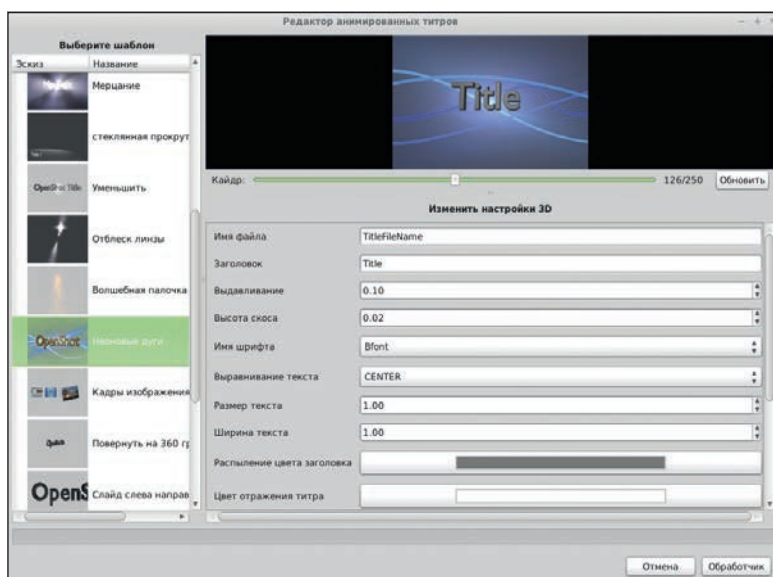 Редактор анимированных титров
Выберите шаблон
Эскиз Название
Мерцание
стеклянная прокрут
OpenShot Title Уменьшить
Отблеск линзы
Волшебная палочка
OpenShot Неоновые дуги
Кадры изображения
Повернуть на 360 гр
OpenS Слайд слева направ
Title
Кайдр: 126/250 Обновить
Изменить настройки 3D
Имя файла TitleFileName
Заголовок Title
Выдавливание 0.10
Высота скоса 0.02
Имя шрифта Bfont
Выравнивание текста CENTER
Размер текста 1.00
Ширина текста 1.00
Распыление цвета заголовка
Цвет отражения титра
Отмена Обработчик